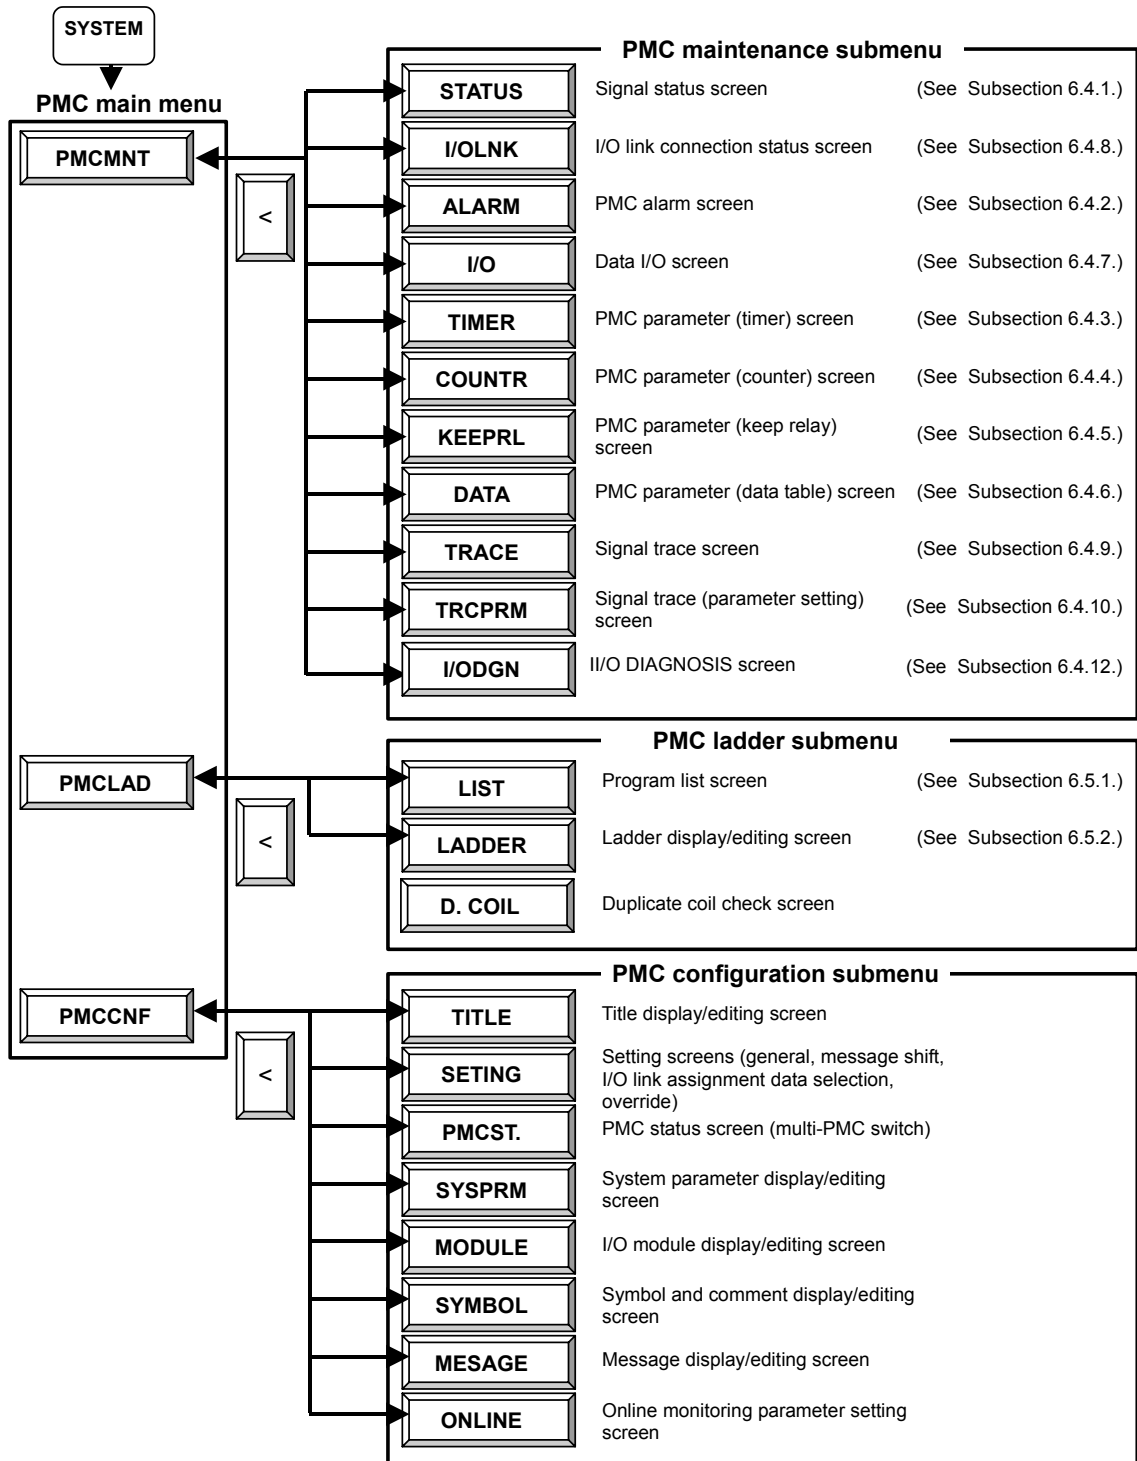 SYSTEM
PMC main menu
PMC maintenance submenu
PMCMNT
<
STATUS Signal status screen (See Subsection 6.4.1.)
I/OLNK I/O link connection status screen (See Subsection 6.4.8.)
ALARM PMC alarm screen (See Subsection 6.4.2.)
I/O Data I/O screen (See Subsection 6.4.7.)
TIMER PMC parameter (timer) screen (See Subsection 6.4.3.)
COUNTR PMC parameter (counter) screen (See Subsection 6.4.4.)
KEEPRL PMC parameter (keep relay)
screen (See Subsection 6.4.5.)
DATA PMC parameter (data table) screen (See Subsection 6.4.6.)
TRACE Signal trace screen (See Subsection 6.4.9.)
TRCPRM Signal trace (parameter setting)
screen (See Subsection 6.4.10.)
I/ODGN II/O DIAGNOSIS screen (See Subsection 6.4.12.)
PMC ladder submenu
PMCLAD
<
LIST Program list screen (See Subsection 6.5.1.)
LADDER Ladder display/editing screen (See Subsection 6.5.2.)
D. COIL Duplicate coil check screen
PMC configuration submenu
PMCCNF
<
TITLE Title display/editing screen
SETING Setting screens (general, message shift,
I/O link assignment data selection,
override)
PMCST. PMC status screen (multi-PMC switch)
SYSPRM System parameter display/editing
screen
MODULE I/O module display/editing screen
SYMBOL Symbol and comment display/editing
screen
MESAGE Message display/editing screen
ONLINE Online monitoring parameter setting
screen